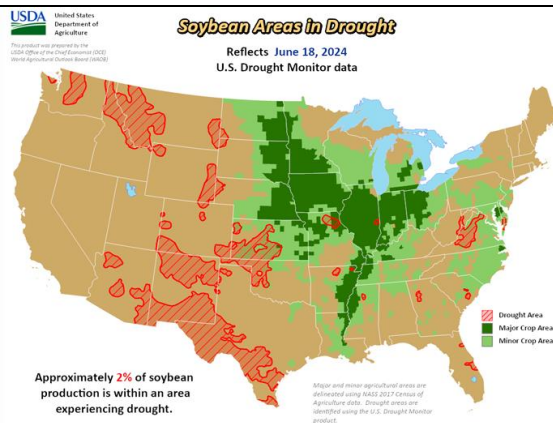 USDA
United States
Department of
Agriculture
This product was prepared by the
USDA Office of the Chief Economist (OCE)
World Agricultural Outlook Board (WAOB)
Soybean Areas in Drought
Reflects June 18, 2024
U.S. Drought Monitor data
Drought Area
Major Crop Area
Minor Crop Area
Approximately 2% of soybean
production is within an area
experiencing drought.
Major and minor agricultural areas are
delineated using NASS 2017 Census of
Agriculture data. Drought areas are
identified using the U.S. Drought Monitor
product.